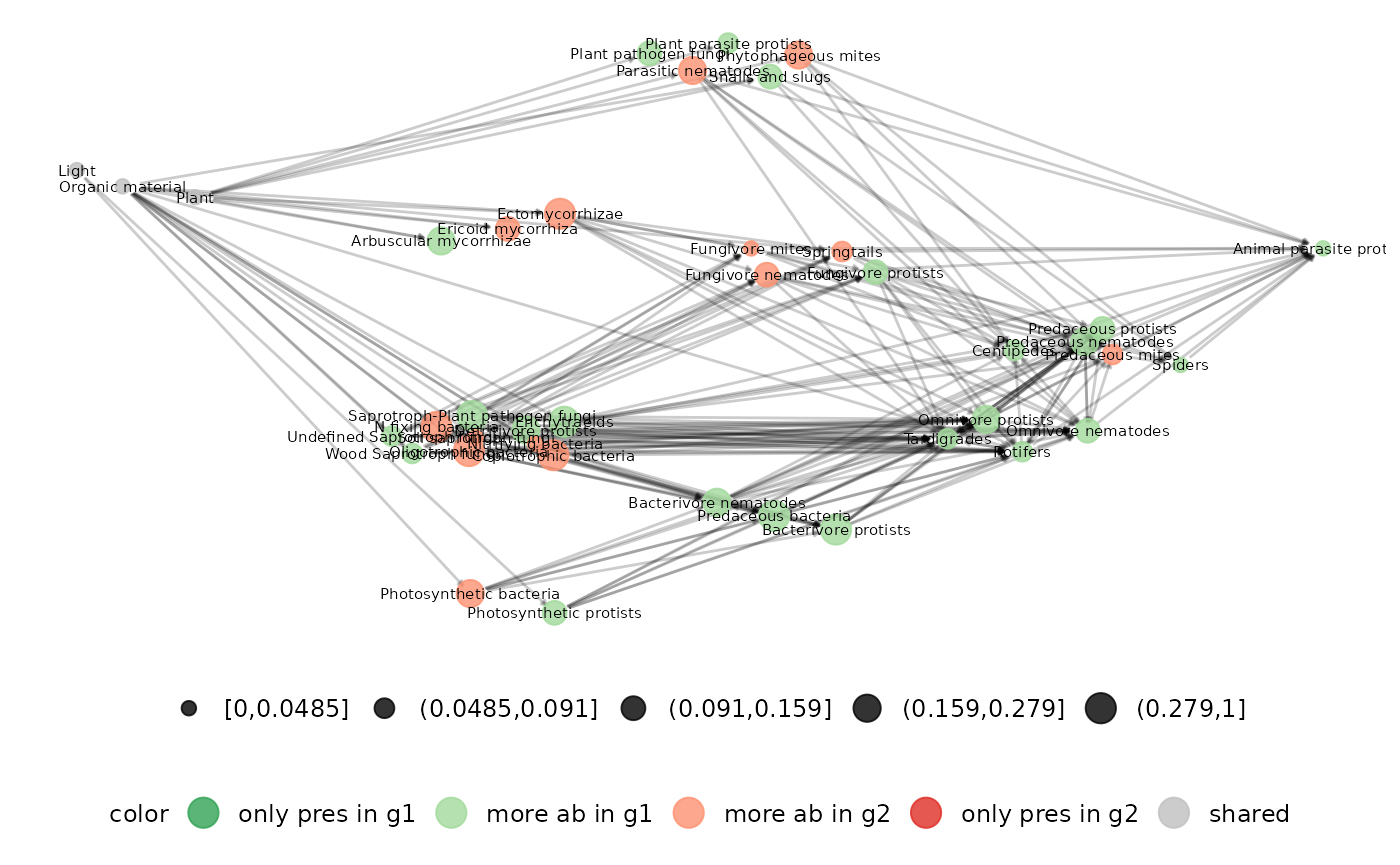 Plant parasite protists
Plant pathogen fungi
Phytophageous mites
Parasitic nematodes
Snails and slugs
Light
Organic material
Plant
Ectomycorrhizae
Ericoid mycorrhiza
Arbuscular mycorrhizae
Fungivore mites
Springtails
Animal parasite prot
Fungivore nematodes
Fungivore protists
Predaceous protists
Predaceous nematodes
Centipedes
Predaceous mites
Spiders
Saprotroph-Plant pathogen fungi
Enchytraeids
Omnivore protists
N fixing bacteria
Detritivore protists
Omnivore nematodes
Undefined Saprotroph fungi
Tardigrades
Nitrifying bacteria
Rotifers
Wood Saprotroph fungi
Oligotrophic bacteria
Copiotrophic bacteria
Bacterivore nematodes
Predaceous bacteria
Bacterivore protists
Photosynthetic bacteria
Photosynthetic protists
[0,0.0485]
(0.0485,0.091]
(0.091,0.159]
(0.159,0.279]
(0.279,1]
color
only pres in g1
more ab in g1
more ab in g2
only pres in g2
shared